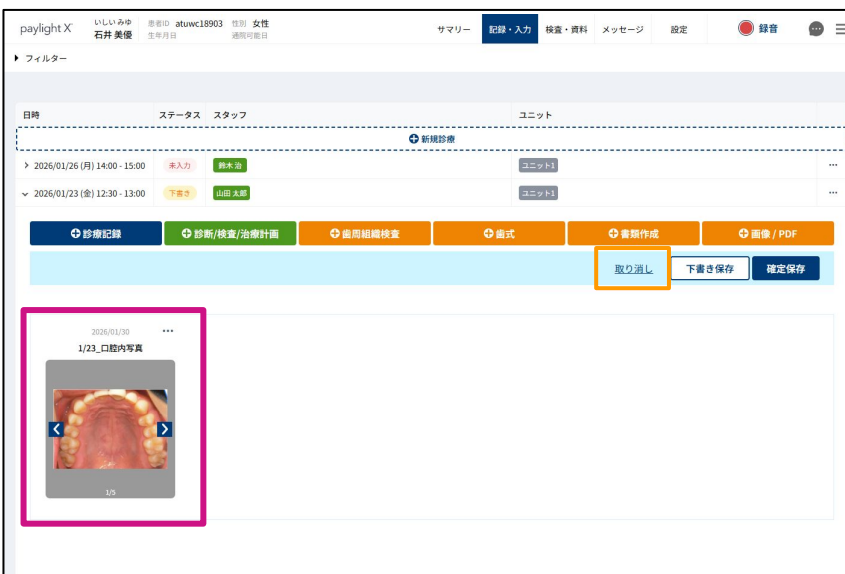 paylight X
いしい みゆ
石井 美優
患者ID atuwc18903 性別 女性
生年月日 通院可能日
サマリー 記録・入力 検査・資料 メッセージ 設定 録音
フィルター
日時 ステータス スタッフ ユニット
新規診療
2026/01/26 (月) 14:00 - 15:00 未入力 鈴木 治 ユニット1 ...
2026/01/23 (金) 12:30 - 13:00 下書き 山田 太郎 ユニット1 ...
診療記録 診断/検査/治療計画 歯周組織検査 歯式 書類作成 画像 / PDF
取り消し 下書き保存 確定保存
2026/01/30 ...
1/23_口腔内写真
1/5